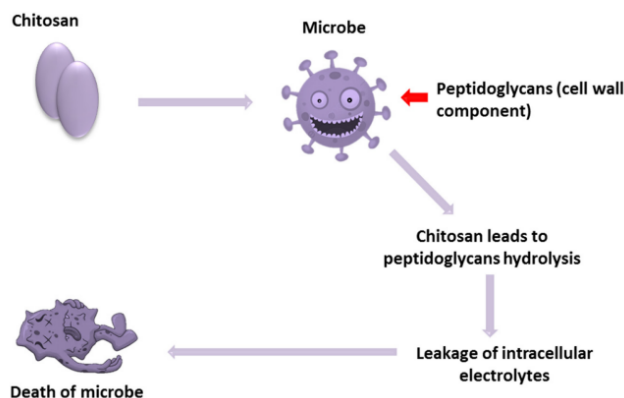 Chitosan
Microbe
Peptidoglycans (cell wall
component)
Chitosan leads to
peptidoglycans hydrolysis
Leakage of intracellular
electrolytes
Death of microbe